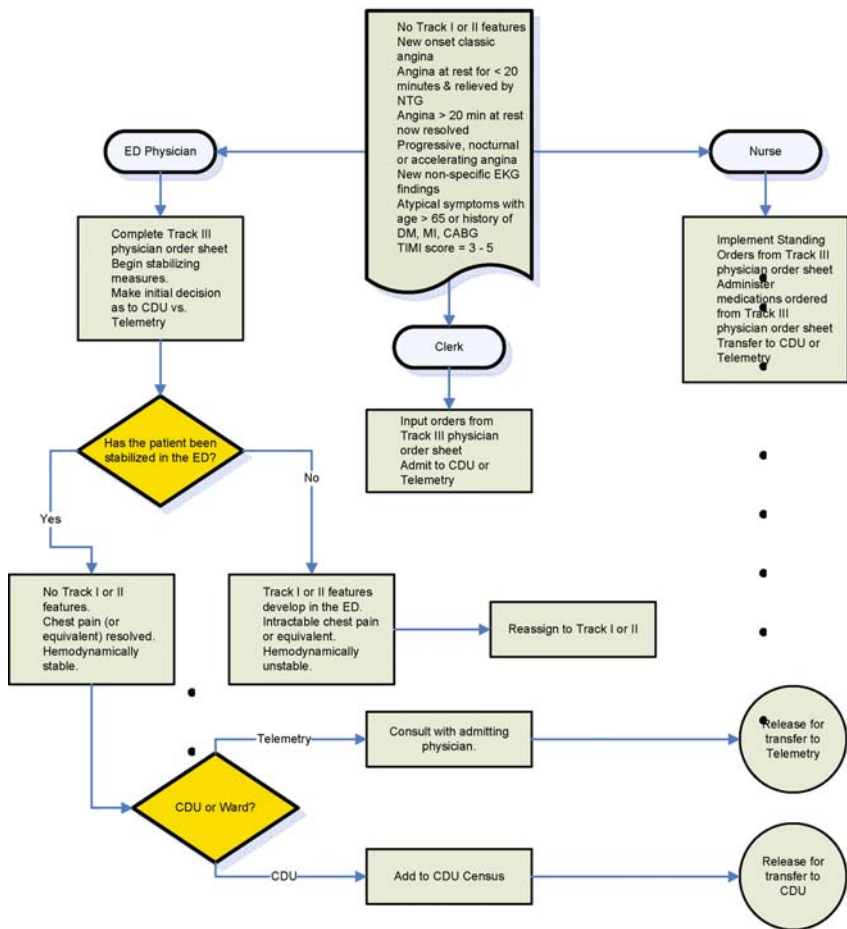 No Track I or II features
New onset classic
angina
Angina at rest for < 20
minutes & relieved by
NTG
Angina > 20 min at rest
now resolved
Progressive, nocturnal
or accelerating angina
New non-specific EKG
findings
Atypical symptoms with
age > 65 or history of
DM, MI, CABG
TIMI score = 3 - 5
ED Physician
Nurse
Complete Track III
physician order sheet
Begin stabilizing
measures.
Make initial decision
as to CDU vs.
Telemetry
Implement Standing
Orders from Track III
physician order sheet
Administer
medications ordered
from Track III
physician order sheet
Transfer to CDU or
Telemetry
Clerk
Input orders from
Track III physician
order sheet
Admit to CDU or
Telemetry
Has the patient been
stabilized in the ED?
No
Yes
No Track I or II
features.
Chest pain (or
equivalent) resolved.
Hemodynamically
stable.
Track I or II features
develop in the ED.
Intractable chest pain
or equivalent.
Hemodynamically
unstable.
Reassign to Track I or II
Telemetry
Consult with admitting
physician.
Release for
transfer to
Telemetry
CDU or Ward?
CDU
Add to CDU Census
Release for
transfer to
CDU